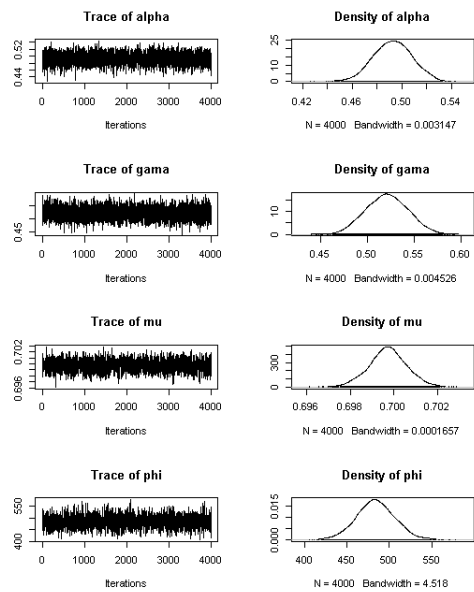 Trace of alpha
0.44 0.52
0 1000 2000 3000 4000
Iterations
Density of alpha
0 10 25
0.42 0.46 0.50 0.54
N = 4000 Bandwidth = 0.003147
Trace of gama
0.45
0 1000 2000 3000 4000
Iterations
Density of gama
0 10
0.45 0.50 0.55 0.60
N = 4000 Bandwidth = 0.004526
Trace of mu
0.696 0.702
0 1000 2000 3000 4000
Iterations
Density of mu
0 300
0.696 0.698 0.700 0.702
N = 4000 Bandwidth = 0.0001657
Trace of phi
400 550
0 1000 2000 3000 4000
Iterations
Density of phi
0.000 0.015
400 450 500 550
N = 4000 Bandwidth = 4.518